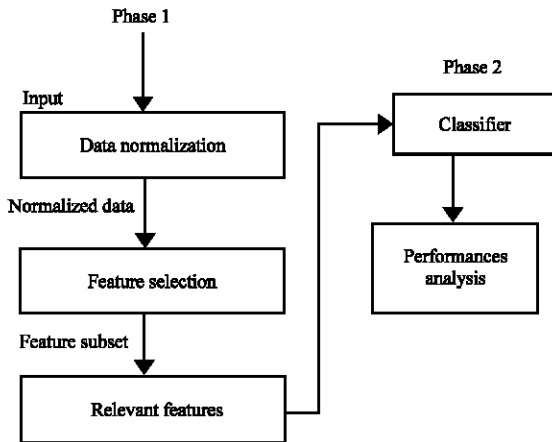 Phase 1
Input
Data normalization
Normalized data
Feature selection
Feature subset
Relevant features
Phase 2
Classifier
Performances
analysis